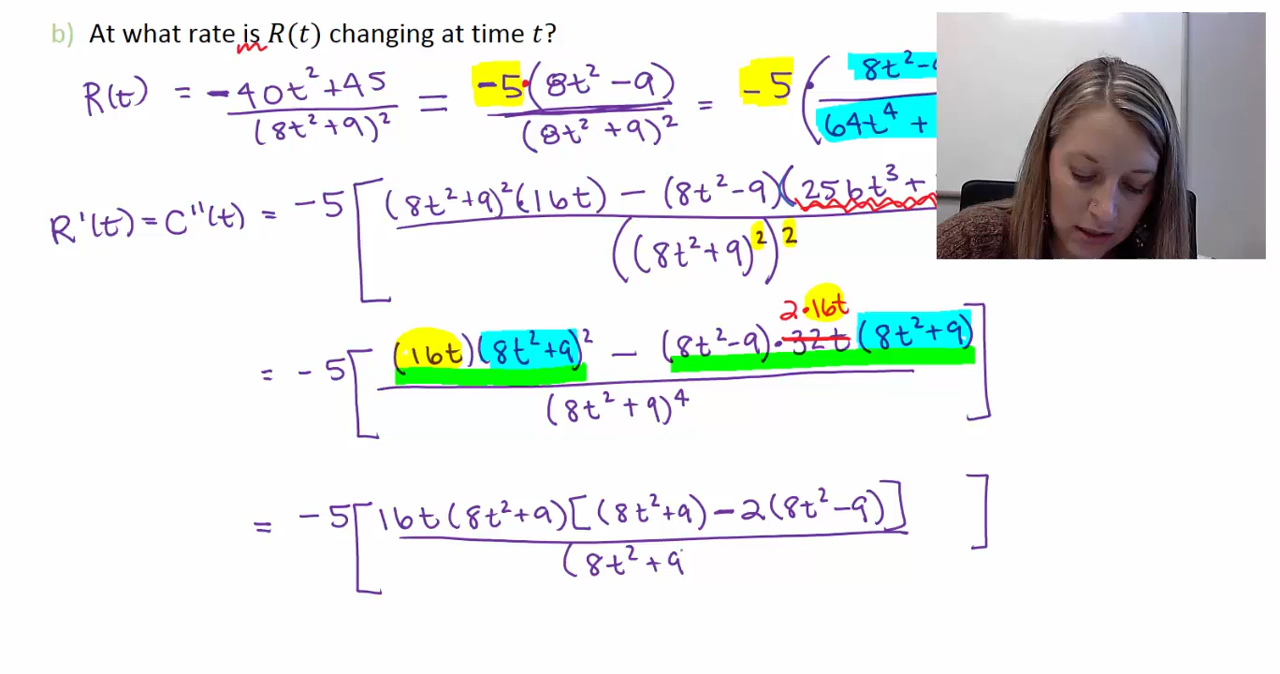 b) At what rate is R(t) changing at time t?
R(t) = -40t²+45 / (8t²+9)² = -5·(8t²-9) / (8t²+9)² = -5·(8t²- / 64t⁴ +
R'(t)=C"(t) = -5[(8t²+9)²·(16t) - (8t²-9)(256t³+ / ((8t²+9)²)²
2·16t
= -5[(16t)(8t²+9)² - (8t²-9)·32t(8t²+9) / (8t²+9)⁴]
= -5[16t(8t²+9)[(8t²+9)-2(8t²-9)] / (8t²+9 ]